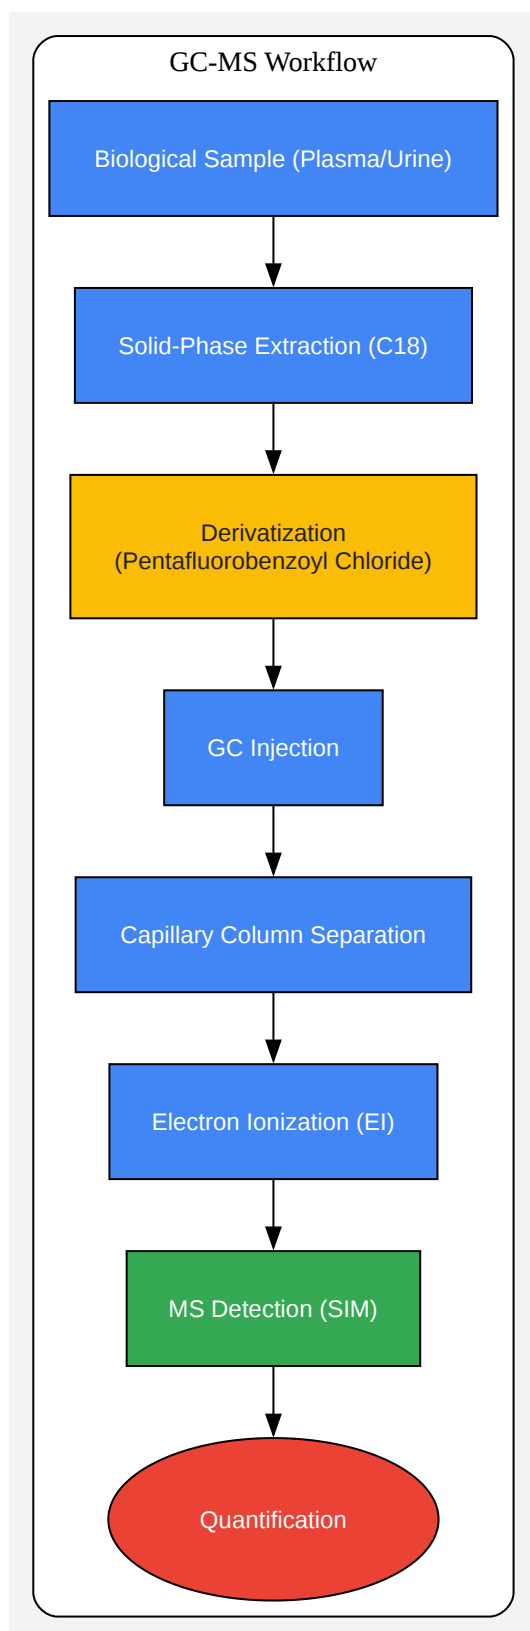 GC-MS Workflow
Biological Sample (Plasma/Urine)
Solid-Phase Extraction (C18)
Derivatization
(Pentafluorobenzoyl Chloride)
GC Injection
Capillary Column Separation
Electron Ionization (EI)
MS Detection (SIM)
Quantification